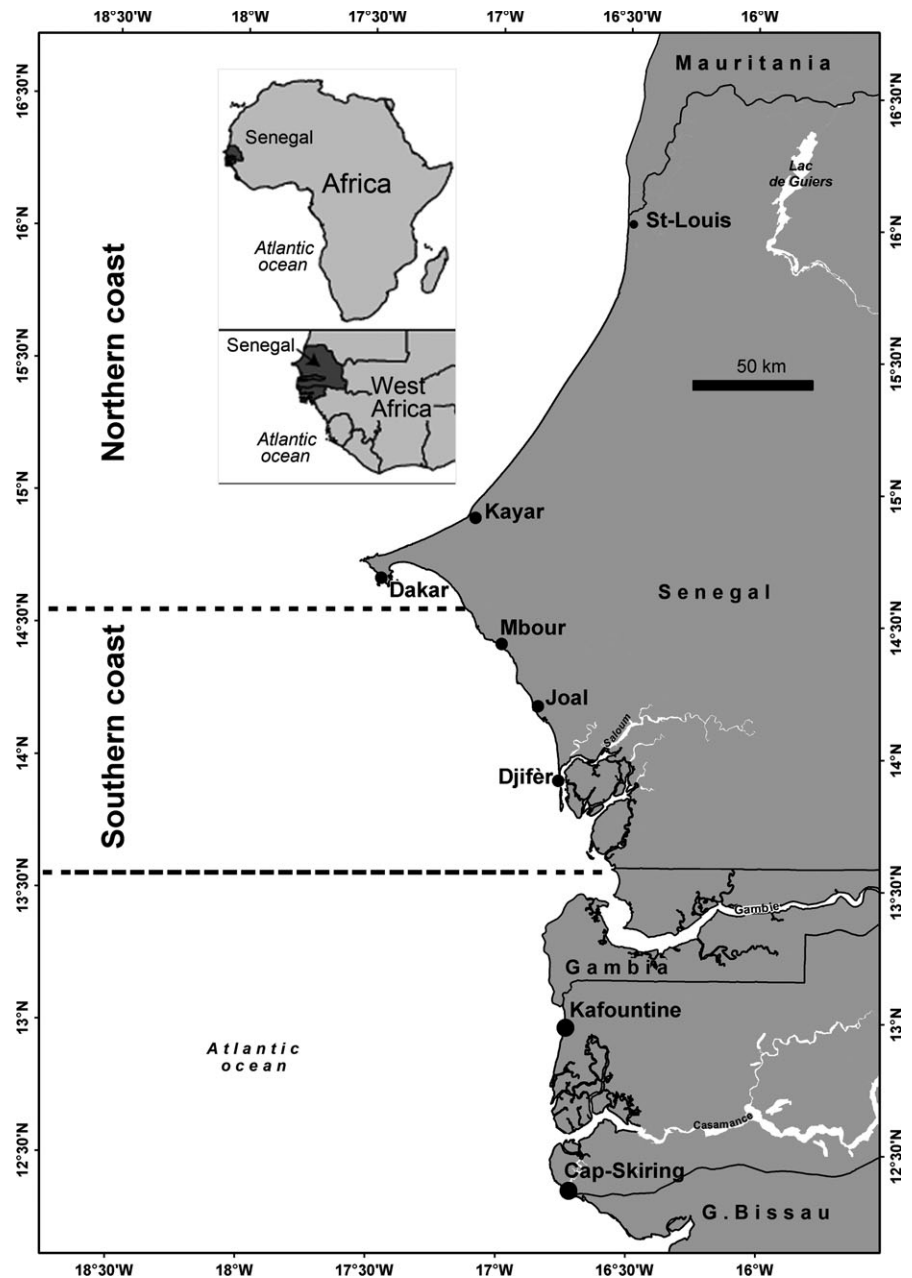 18°30'W 18°W 17°30'W 17°W 16°30'W 16°W
16°30'N
16°30'N
Mauritania
Senegal
Africa
Atlantic
ocean
Lac
de Guiers
St-Louis
16°N
16°N
Northern coast
Senegal
West
Africa
Atlantic
ocean
15°30'N
15°30'N
50 km
15°N
15°N
Kayar
Dakar
Senegal
14°30'N
14°30'N
Mbour
Southern coast
Joal
Saloum
14°N
14°N
Djifèr
13°30'N
13°30'N
Gambie
Gambia
Kafountine
13°N
13°N
Atlantic
ocean
Casamance
12°30'N
12°30'N
Cap-Skiring
G.Bissau
18°30'W 18°W 17°30'W 17°W 16°30'W 16°W